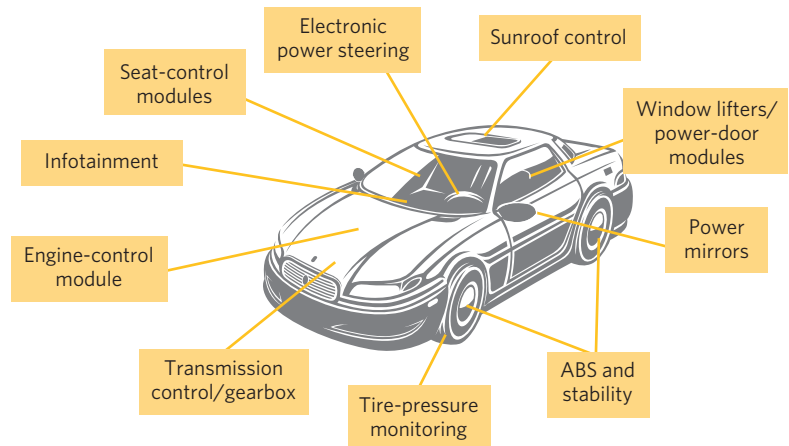 Electronic
power steering
Sunroof control
Seat-control
modules
Window lifters/
power-door
modules
Infotainment
Power
mirrors
Engine-control
module
Transmission
control/gearbox
ABS and
stability
Tire-pressure
monitoring